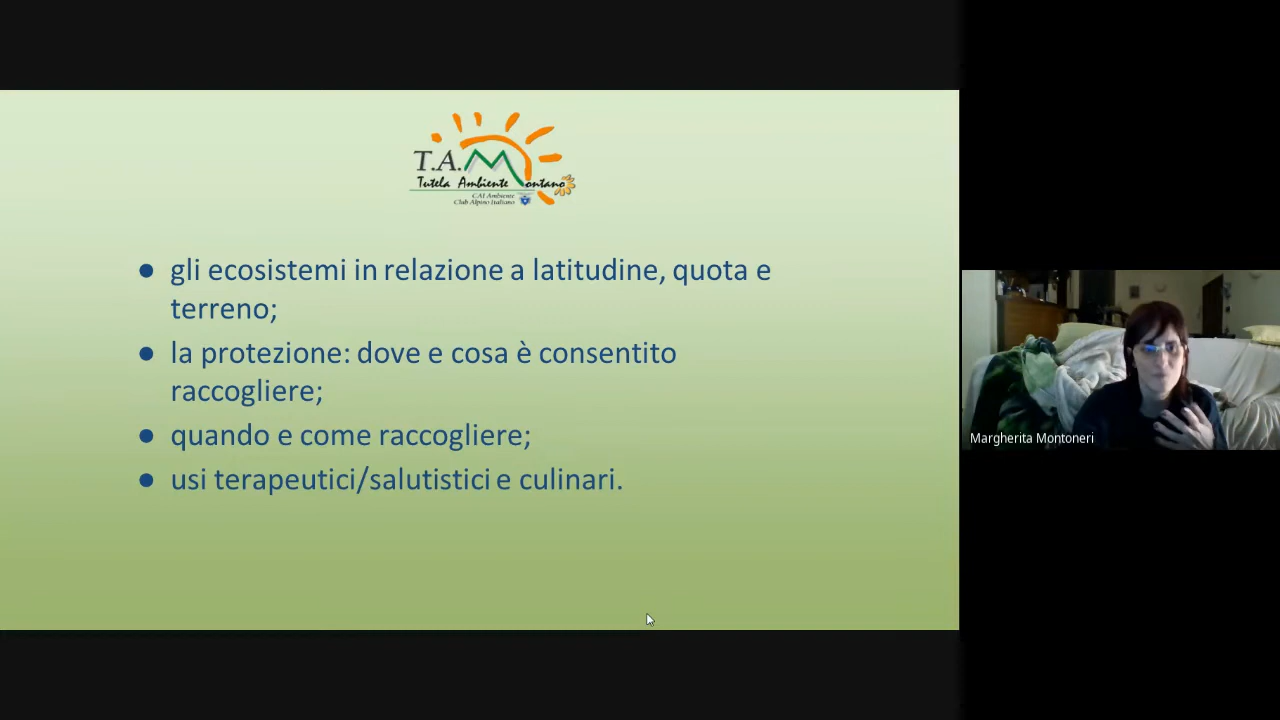 T.A.M
Tutela Ambiente Montano
CAI Ambiente
Club Alpino Italiano
● gli ecosistemi in relazione a latitudine, quota e
terreno;
● la protezione: dove e cosa è consentito
raccogliere;
● quando e come raccogliere;
● usi terapeutici/salutistici e culinari.
Margherita Montoneri